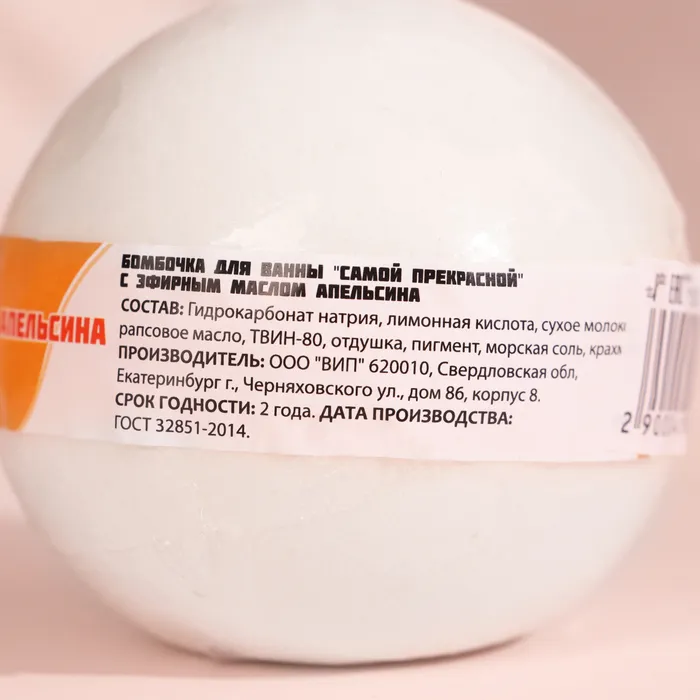 АПЕЛЬСИНА
БОМБОЧКА ДЛЯ ВАННЫ "САМОЙ ПРЕКРАСНОЙ"
С ЭФИРНЫМ МАСЛОМ АПЕЛЬСИНА
СОСТАВ: Гидрокарбонат натрия, лимонная кислота, сухое молоко
рапсовое масло, ТВИН-80, отдушка, пигмент, морская соль,
ПРОИЗВОДИТЕЛЬ: ООО "ВИП" 620010, Свердловская обл,
Екатеринбург г., Черняховского ул., дом 86, корпус 8.
СРОК ГОДНОСТИ: 2 года. ДАТА ПРОИЗВОДСТВА:
ГОСТ 32851-2014.
EAC